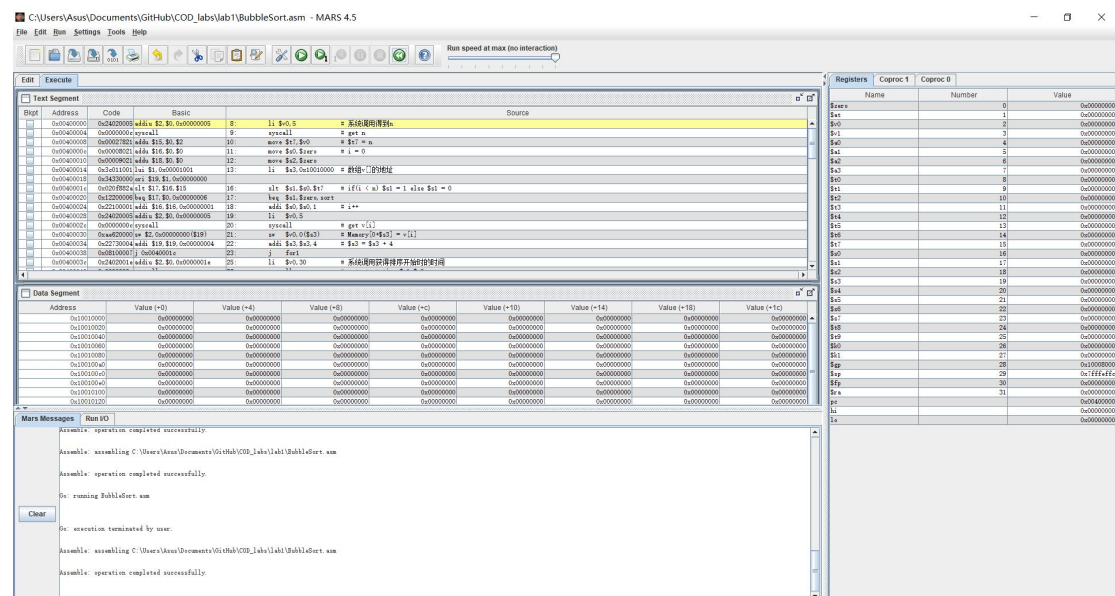 C:\Users\Asus\Documents\GitHub\COD_labs\lab1\BubbleSort.asm - MARS 4.5
File Edit Run Settings Tools Help
Run speed at max (no interaction)
Edit Execute
Text Segment
Bkpt Address Code Basic Source
0x00400000 0x24020005 addiu $2,$0,0x00000005 8: li $v0,5 # 系统调用得到n
0x00400004 0x0000000c syscall 9: syscall # get n
0x00400008 0x00027821 addu $15,$0,$2 10: move $t7,$v0 # $t7 = n
0x0040000c 0x00008021 addu $16,$0,$0 11: move $s0,$zero # i = 0
0x00400010 0x00009021 addu $18,$0,$0 12: move $s2,$zero
0x00400014 0x3c011001 lui $1,0x00001001 13: li $s3,0x10010000 # 数组v[]的地址
0x00400018 0x34330000 ori $19,$1,0x00000000
0x0040001c 0x020f882a slt $17,$16,$15 16: slt $s1,$s0,$t7 # if(i < n) $s1 = 1 else $s1 = 0
0x00400020 0x12200006 beq $17,$0,0x00000006 17: beq $s1,$zero,sort
0x00400024 0x22100001 addi $16,$16,0x00000001 18: addi $s0,$s0,1 # i++
0x00400028 0x24020005 addiu $2,$0,0x00000005 19: li $v0,5
0x0040002c 0x0000000c syscall 20: syscall # get v[i]
0x00400030 0xae620000 sw $2,0x00000000($19) 21: sw $v0,0($s3) # Memory[0+$s3] = v[i]
0x00400034 0x22730004 addi $19,$19,0x00000004 22: addi $s3,$s3,4 # $s3 = $s3 + 4
0x00400038 0x08100007 j 0x0040001c 23: j for1
0x0040003c 0x2402001e addiu $2,$0,0x0000001e 25: li $v0,30 # 系统调用获得排序开始时的时间
Data Segment
Address Value (+0) Value (+4) Value (+8) Value (+c) Value (+10) Value (+14) Value (+18) Value (+1c)
0x10010000 0x00000000 0x00000000 0x00000000 0x00000000 0x00000000 0x00000000 0x00000000 0x00000000
0x10010020 0x00000000 0x00000000 0x00000000 0x00000000 0x00000000 0x00000000 0x00000000 0x00000000
0x10010040 0x00000000 0x00000000 0x00000000 0x00000000 0x00000000 0x00000000 0x00000000 0x00000000
0x10010060 0x00000000 0x00000000 0x00000000 0x00000000 0x00000000 0x00000000 0x00000000 0x00000000
0x10010080 0x00000000 0x00000000 0x00000000 0x00000000 0x00000000 0x00000000 0x00000000 0x00000000
0x100100a0 0x00000000 0x00000000 0x00000000 0x00000000 0x00000000 0x00000000 0x00000000 0x00000000
0x100100c0 0x00000000 0x00000000 0x00000000 0x00000000 0x00000000 0x00000000 0x00000000 0x00000000
0x100100e0 0x00000000 0x00000000 0x00000000 0x00000000 0x00000000 0x00000000 0x00000000 0x00000000
0x10010100 0x00000000 0x00000000 0x00000000 0x00000000 0x00000000 0x00000000 0x00000000 0x00000000
0x10010120 0x00000000 0x00000000 0x00000000 0x00000000 0x00000000 0x00000000 0x00000000 0x00000000
Mars Messages Run I/O
Assemble: operation completed successfully.
Assemble: assembling C:\Users\Asus\Documents\GitHub\COD_labs\lab1\BubbleSort.asm
Assemble: operation completed successfully.
Go: running BubbleSort.asm
Clear
Go: execution terminated by user.
Assemble: assembling C:\Users\Asus\Documents\GitHub\COD_labs\lab1\BubbleSort.asm
Assemble: operation completed successfully.
Registers Coproc 1 Coproc 0
Name Number Value
$zero 0 0x00000000
$at 1 0x00000000
$v0 2 0x00000000
$v1 3 0x00000000
$a0 4 0x00000000
$a1 5 0x00000000
$a2 6 0x00000000
$a3 7 0x00000000
$t0 8 0x00000000
$t1 9 0x00000000
$t2 10 0x00000000
$t3 11 0x00000000
$t4 12 0x00000000
$t5 13 0x00000000
$t6 14 0x00000000
$t7 15 0x00000000
$s0 16 0x00000000
$s1 17 0x00000000
$s2 18 0x00000000
$s3 19 0x00000000
$s4 20 0x00000000
$s5 21 0x00000000
$s6 22 0x00000000
$s7 23 0x00000000
$t8 24 0x00000000
$t9 25 0x00000000
$k0 26 0x00000000
$k1 27 0x00000000
$gp 28 0x10008000
$sp 29 0x7fffeffc
$fp 30 0x00000000
$ra 31 0x00000000
pc 0x00400000
hi 0x00000000
lo 0x00000000